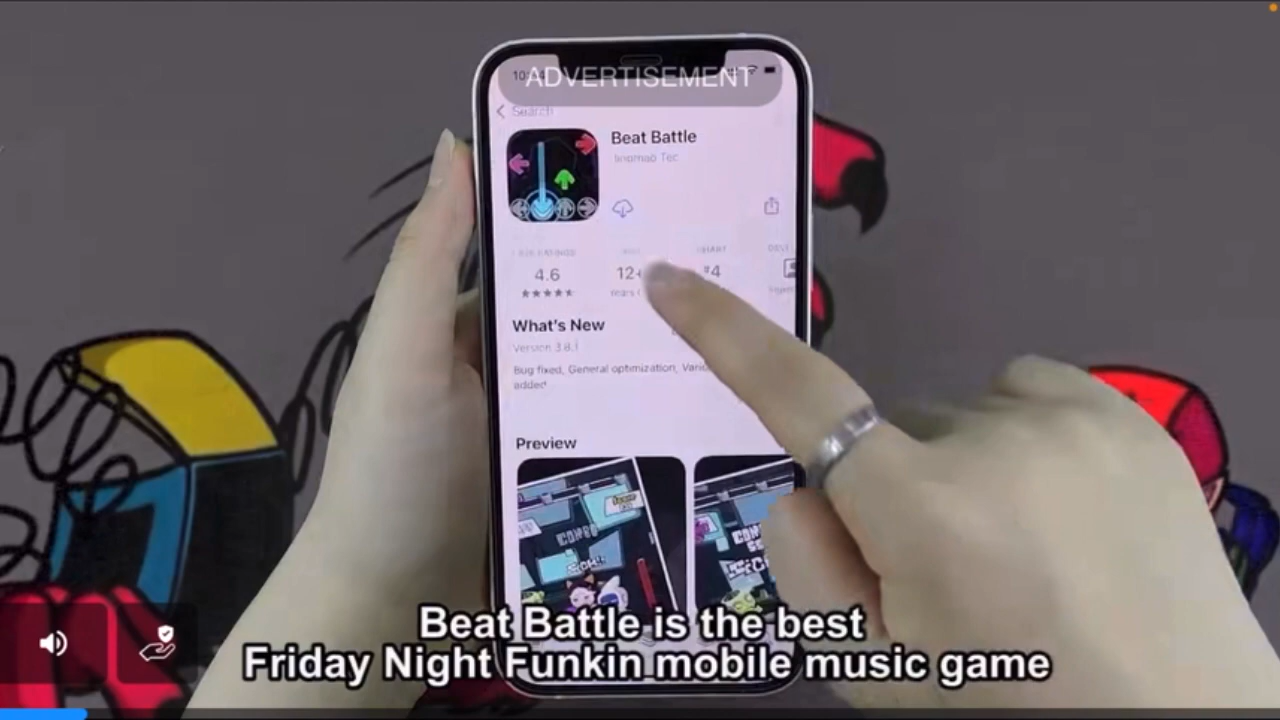 ADVERTISEMENT
Search
Beat Battle
4.6
12+
#4
What's New
Version 3.8.1
Bug fixed, General optimization,
added
Preview
Beat Battle is the best
Friday Night Funkin mobile music game